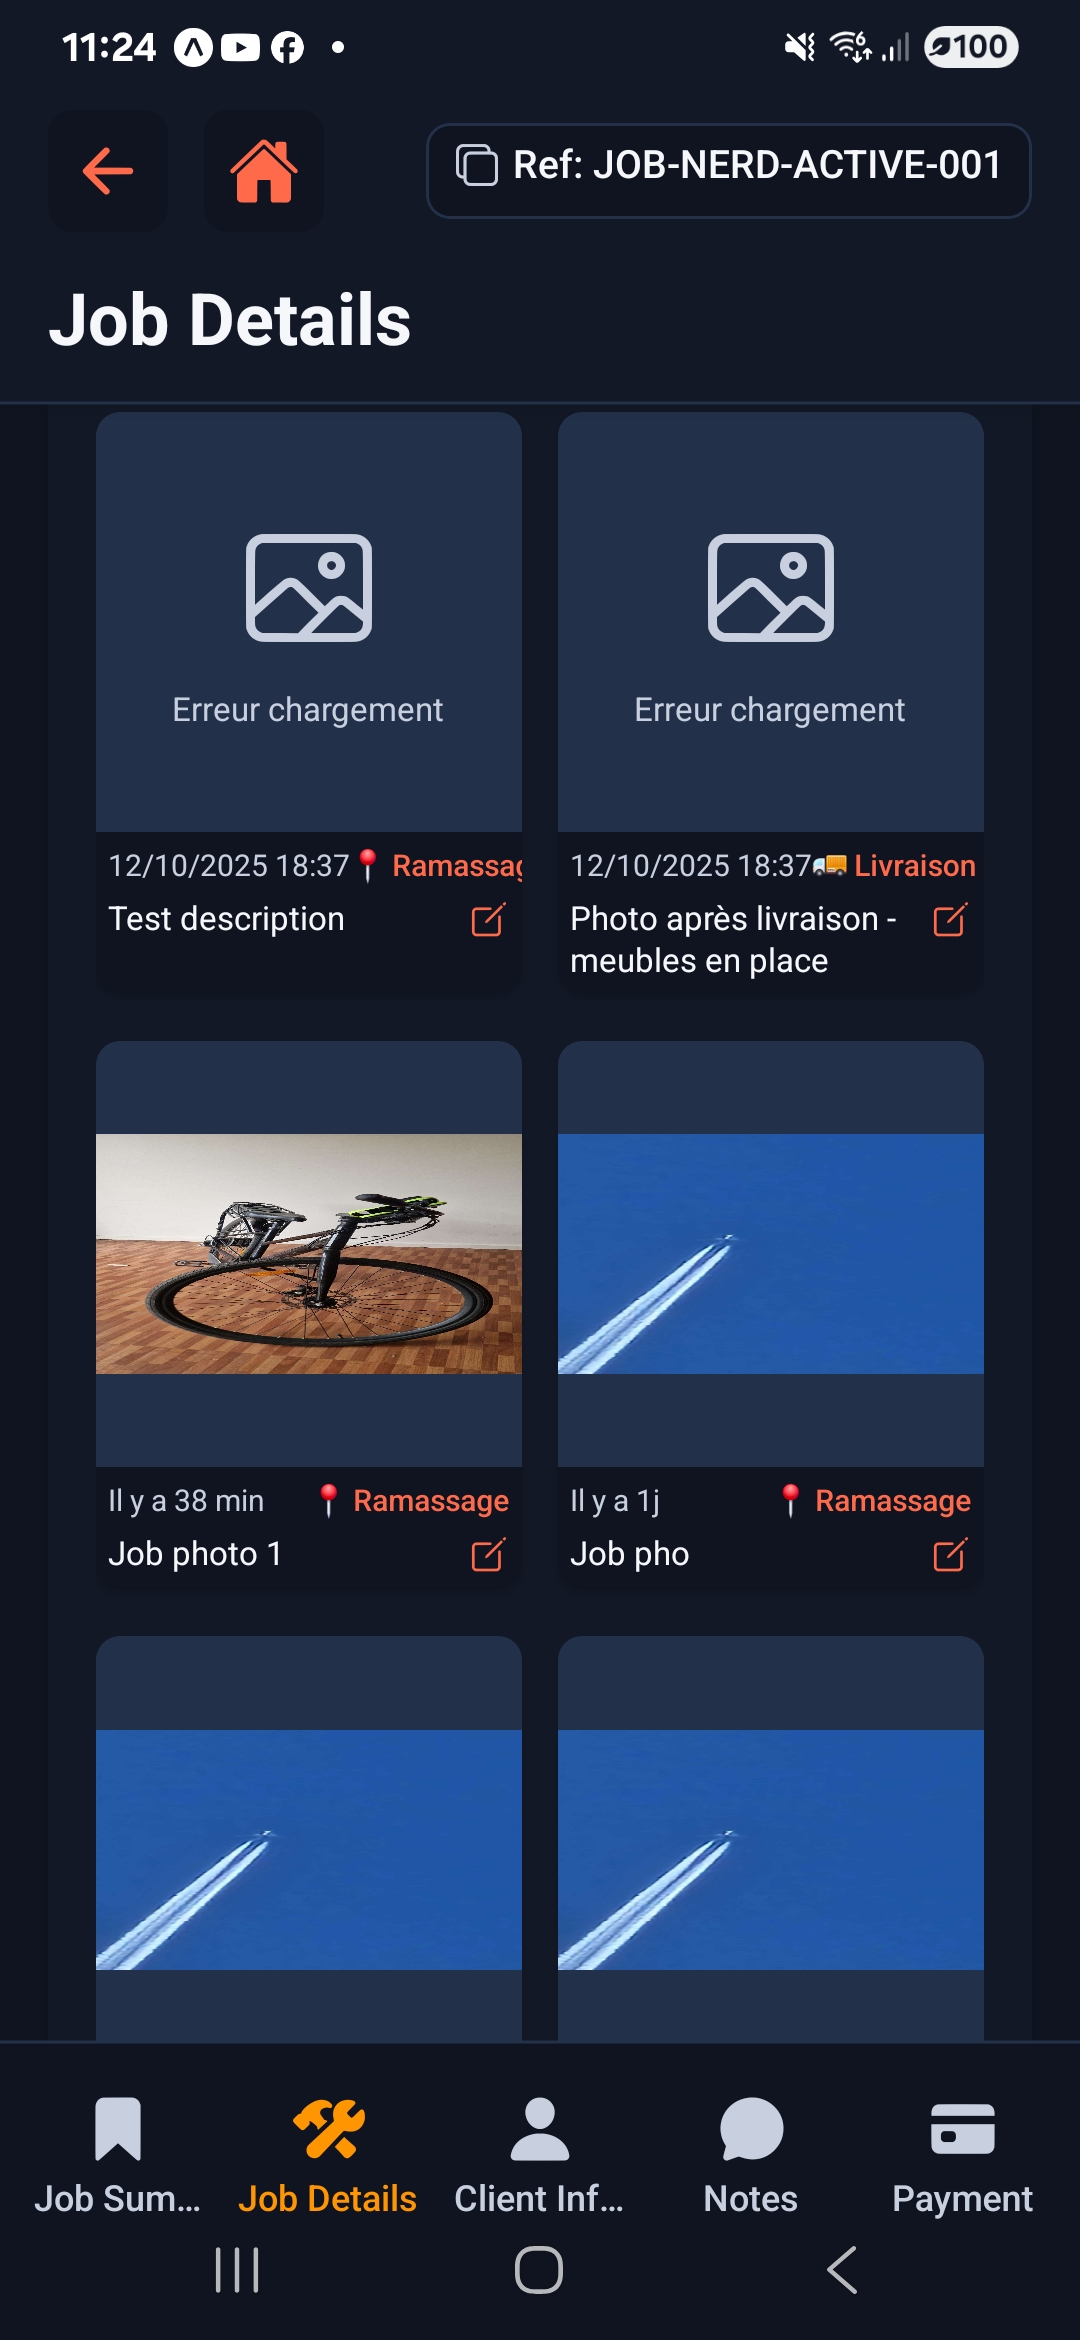 11:24
6
100
Ref: JOB-NERD-ACTIVE-001
Job Details
Erreur chargement
Erreur chargement
12/10/2025 18:37 📍 Ramassag
12/10/2025 18:37 🚚 Livraison
Test description
Photo après livraison -
meubles en place
Il y a 38 min 📍 Ramassage
Il y a 1j 📍 Ramassage
Job photo 1
Job pho
Job Sum...
Job Details
Client Inf...
Notes
Payment